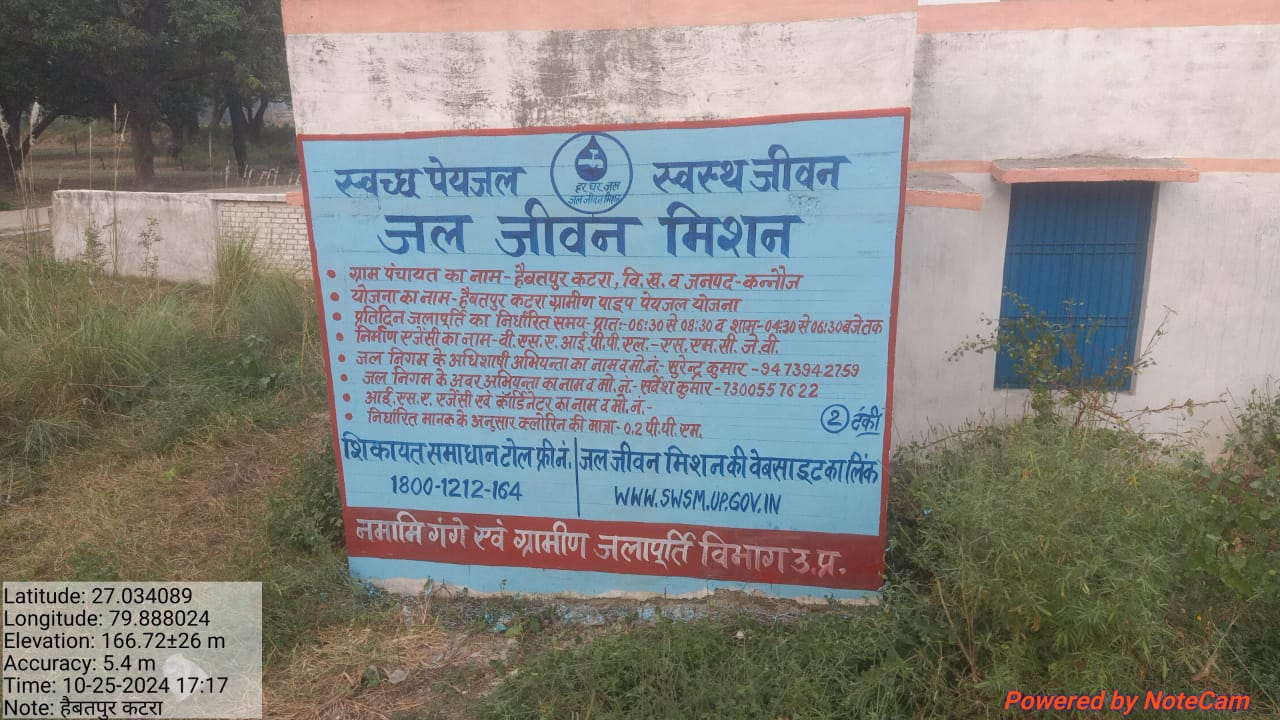 स्वच्छ पेयजल
हर घर जल
जल जीवन मिशन
स्वस्थ जीवन
जल जीवन मिशन
• ग्राम पंचायत का नाम- हैबतपुर कटरा, वि.ख. व जनपद-कन्नौज
• योजना का नाम- हैबतपुर कटरा ग्रामीण पाइप पेयजल योजना
• प्रतिदिन जलापूर्ति का निर्धारित समय- प्रातः-06:30 से 08:30 व शाम-04:30 से 06:30 बजे तक
• निर्माण एजेंसी का नाम- वी.एस.ए.आई.पी.पी.एल.- एस.एम.सी. जे.वी.
• जल निगम के अधिशाषी अभियन्ता का नाम व मो.नं- सुरेन्द्र कुमार -9473942759
• जल निगम के अवर अभियन्ता का नाम व मो.नं- सर्वेश कुमार -7300557622
• आई.एस.ए. एजेंसी एवं कॉर्डिनेटर का नाम व मो.नं.-
• निर्धारित मानक के अनुसार क्लोरिन की मात्रा- 0.2 पी.पी.एम.
2 टंकी
शिकायत समाधान टोल फ्री नं.
1800-1212-164
जल जीवन मिशन की वेबसाइट का लिंक
WWW.SWSM.UP.GOV.IN
नमामि गंगे एवं ग्रामीण जलापूर्ति विभाग उ.प्र.
Latitude: 27.034089
Longitude: 79.888024
Elevation: 166.72±26 m
Accuracy: 5.4 m
Time: 10-25-2024 17:17
Note: हैबतपुर कटरा
Powered by NoteCam